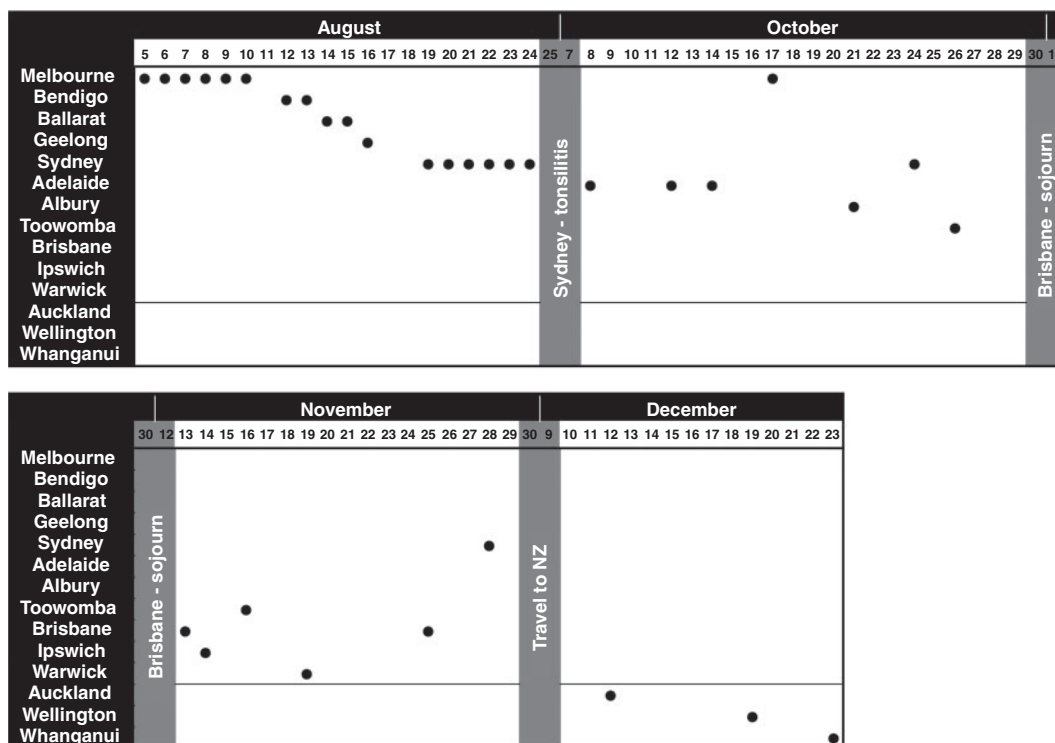 August October
5 6 7 8 9 10 11 12 13 14 15 16 17 18 19 20 21 22 23 24 25 7 8 9 10 11 12 13 14 15 16 17 18 19 20 21 22 23 24 25 26 27 28 29 30 1
Melbourne
Bendigo
Ballarat
Geelong
Sydney
Adelaide
Albury
Toowomba
Brisbane
Ipswich
Warwick
Auckland
Wellington
Whanganui
Sydney - tonsilitis
Brisbane - sojourn
November December
30 12 13 14 15 16 17 18 19 20 21 22 23 24 25 26 27 28 29 30 9 10 11 12 13 14 15 16 17 18 19 20 21 22 23
Melbourne
Bendigo
Ballarat
Geelong
Sydney
Adelaide
Albury
Toowomba
Brisbane
Ipswich
Warwick
Auckland
Wellington
Whanganui
Brisbane - sojourn
Travel to NZ